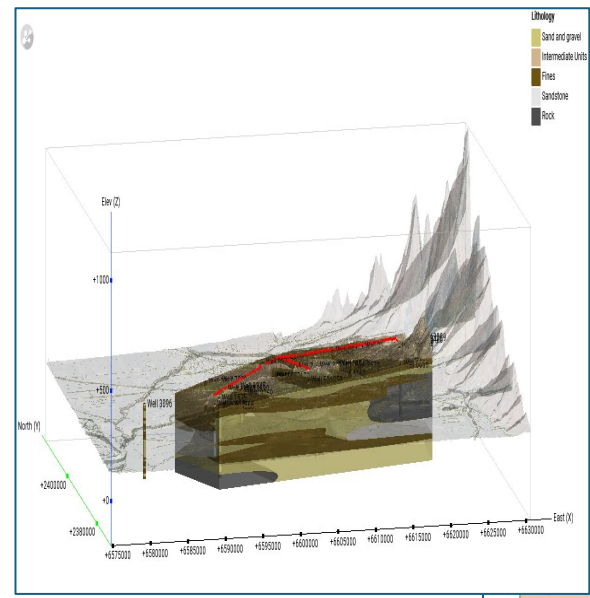 Lithology
Sand and gravel
Intermediate Units
Fines
Sandstone
Rock
Elev (Z)
+1000
+500
Well 3096
North (Y)
+2400000
+0
+2380000
East (X)
+6575000
+6580000
+6585000
+6590000
+6595000
+6600000
+6605000
+6610000
+6615000
+6620000
+6625000
+6630000